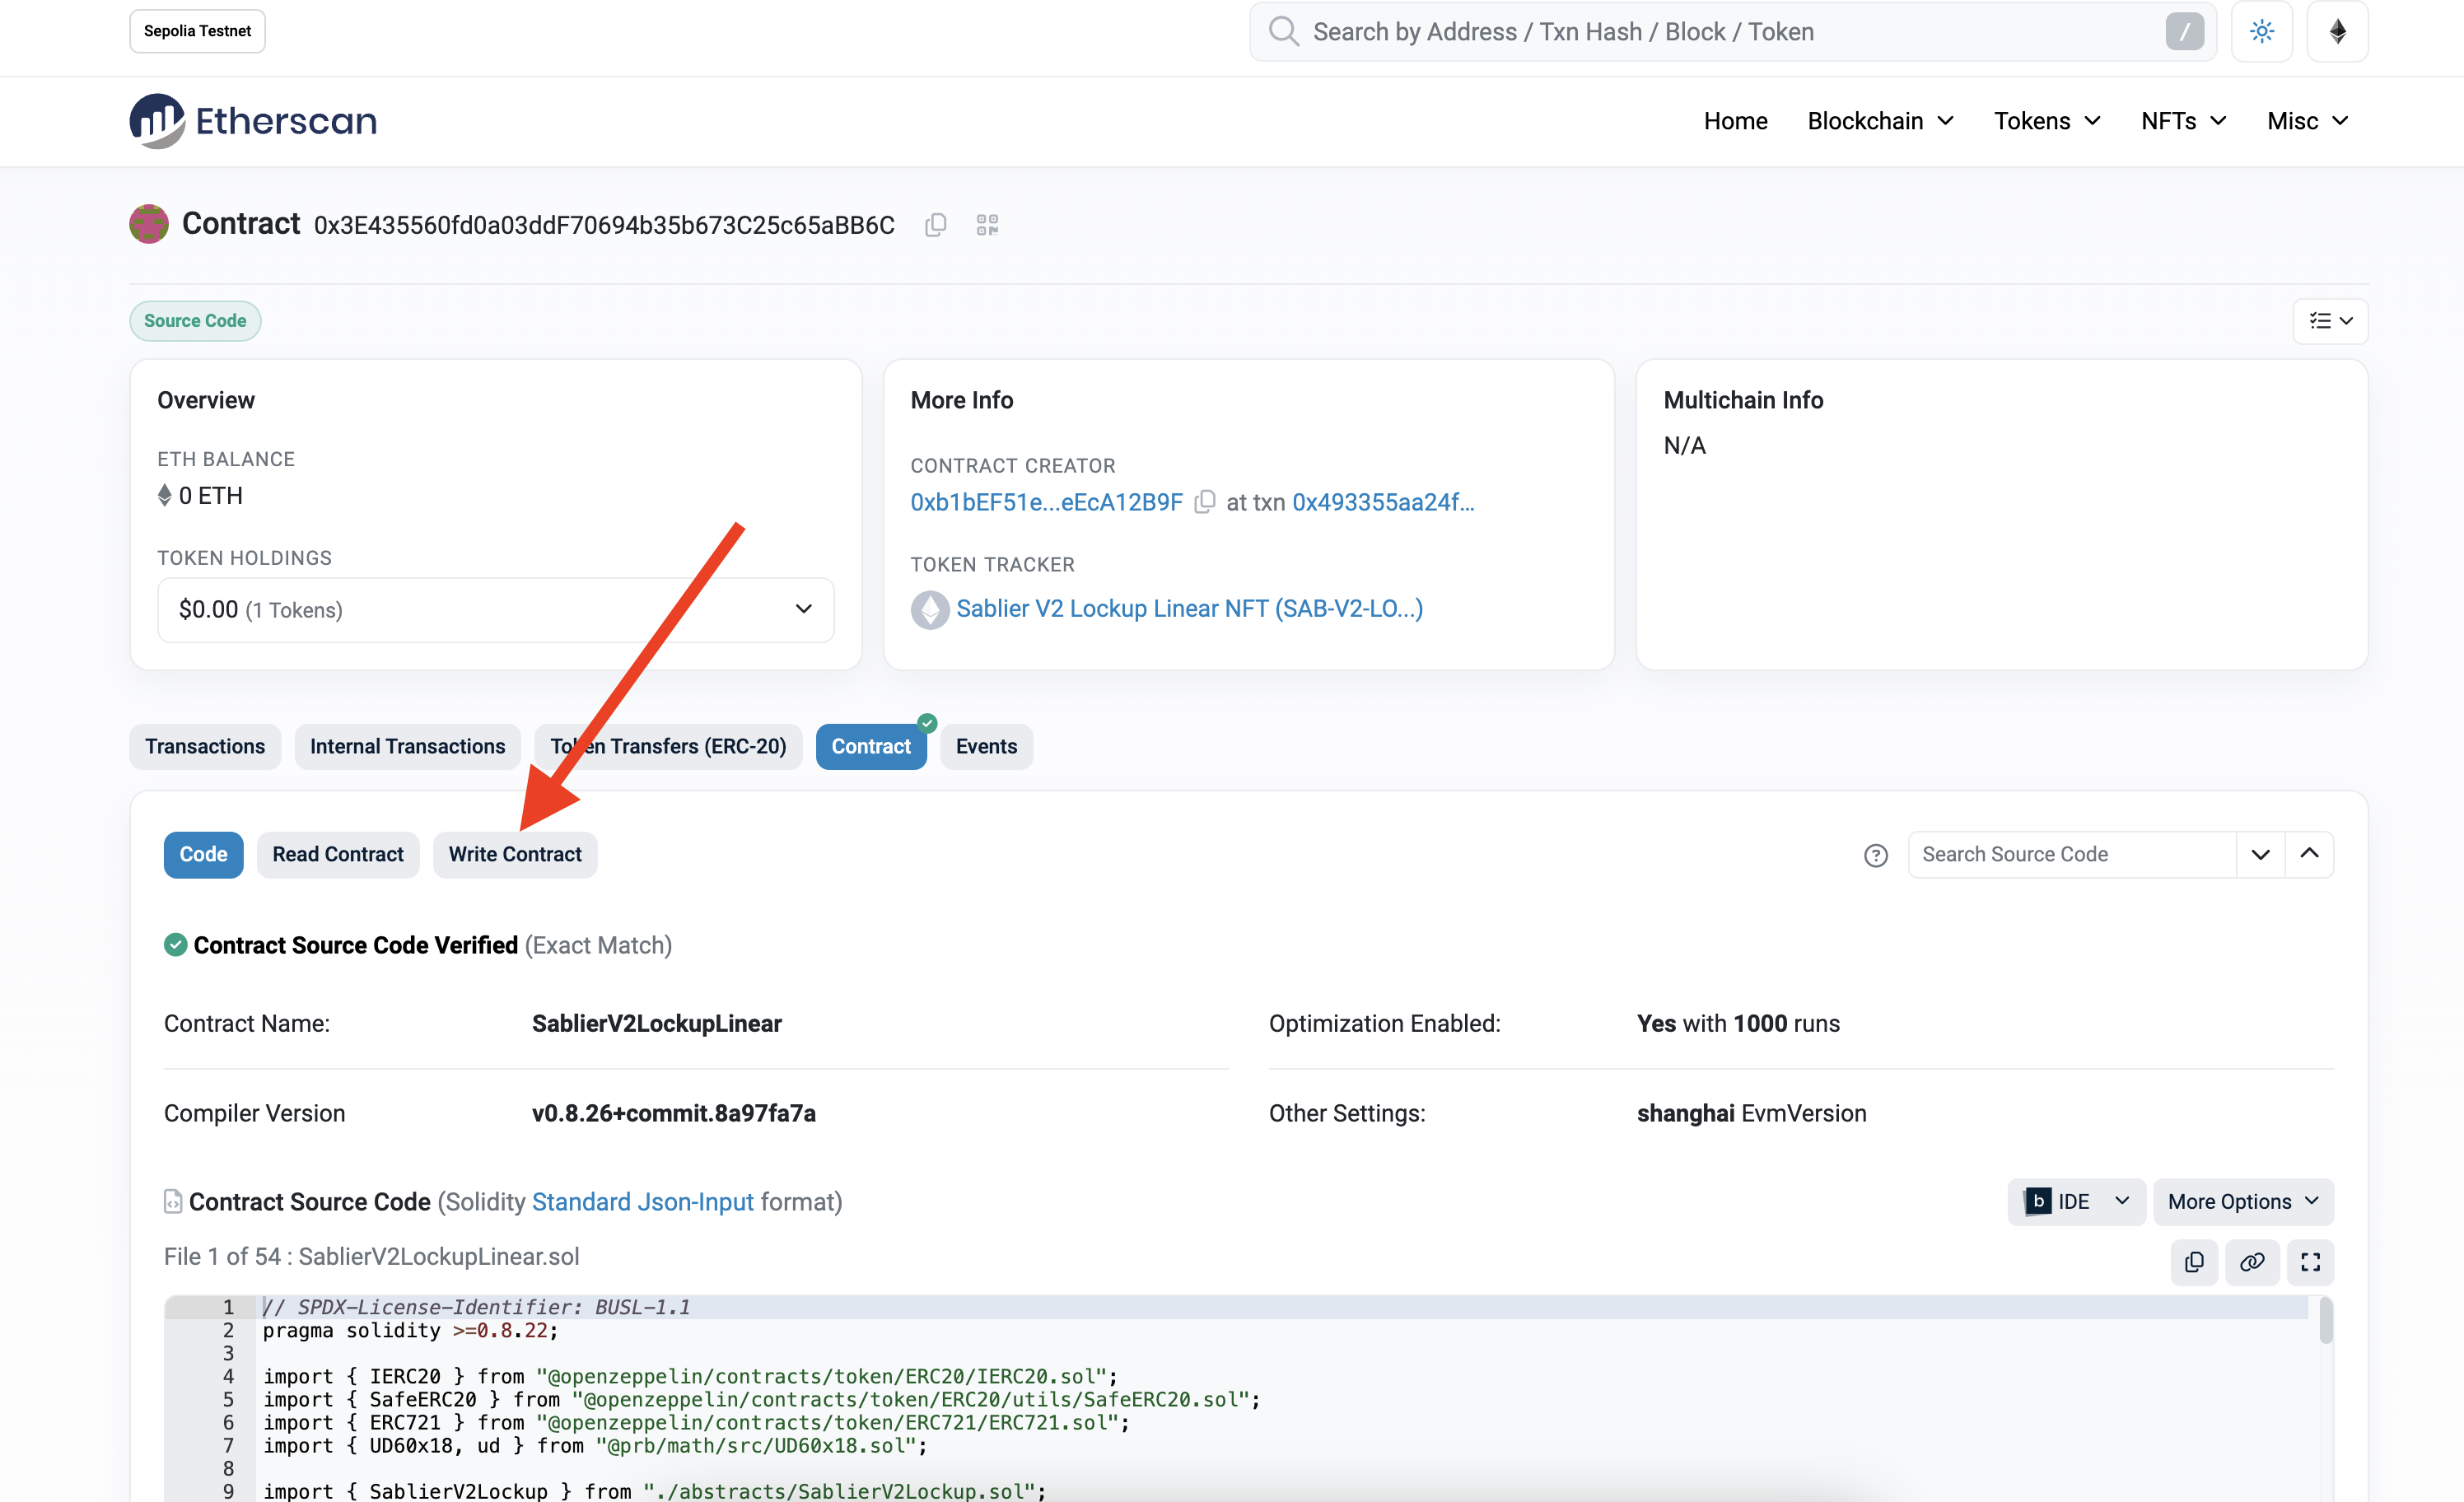 Sepolia Testnet
Search by Address / Txn Hash / Block / Token
/
Etherscan
Home Blockchain Tokens NFTs Misc
Contract 0x3E435560fd0a03ddF70694b35b673C25c65aBB6C
Source Code
Overview
ETH BALANCE
0 ETH
TOKEN HOLDINGS
$0.00 (1 Tokens)
More Info
CONTRACT CREATOR
0xb1bEF51e...eEcA12B9F at txn 0x493355aa24f...
TOKEN TRACKER
Sablier V2 Lockup Linear NFT (SAB-V2-LO...)
Multichain Info
N/A
Transactions Internal Transactions Token Transfers (ERC-20) Contract Events
Code Read Contract Write Contract
? Search Source Code
Contract Source Code Verified (Exact Match)
Contract Name: SablierV2LockupLinear
Optimization Enabled: Yes with 1000 runs
Compiler Version v0.8.26+commit.8a97fa7a
Other Settings: shanghai EvmVersion
Contract Source Code (Solidity Standard Json-Input format)
b IDE More Options
File 1 of 54 : SablierV2LockupLinear.sol
1 // SPDX-License-Identifier: BUSL-1.1
2 pragma solidity >=0.8.22;
3
4 import { IERC20 } from "@openzeppelin/contracts/token/ERC20/IERC20.sol";
5 import { SafeERC20 } from "@openzeppelin/contracts/token/ERC20/utils/SafeERC20.sol";
6 import { ERC721 } from "@openzeppelin/contracts/token/ERC721/ERC721.sol";
7 import { UD60x18, ud } from "@prb/math/src/UD60x18.sol";
8
9 import { SablierV2Lockup } from "./abstracts/SablierV2Lockup.sol";